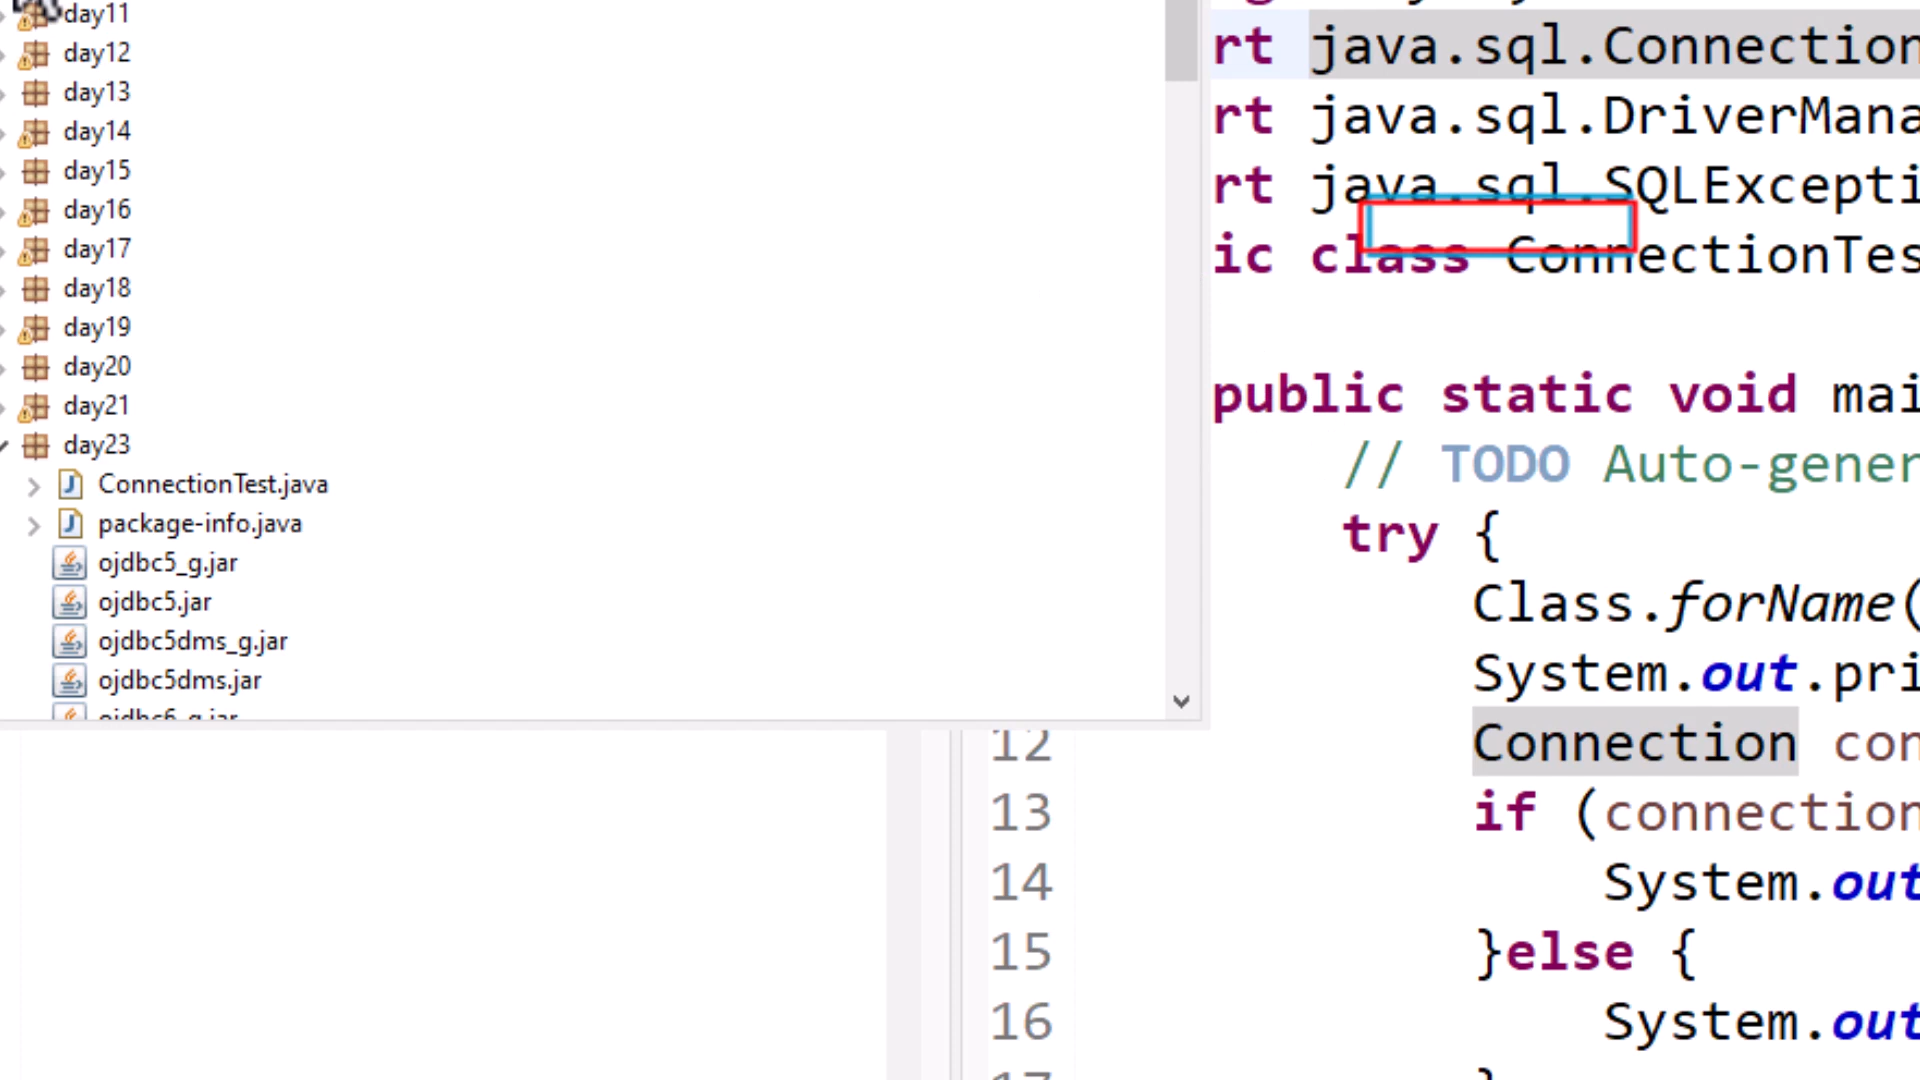 day11
day12
day13
day14
day15
day16
day17
day18
day19
day20
day21
day23
ConnectionTest.java
package-info.java
ojdbc5_g.jar
ojdbc5.jar
ojdbc5dms_g.jar
ojdbc5dms.jar
ojdbc6_g.jar
rt java.sql.Connection
rt java.sql.DriverMana
rt java.sql.SQLExcepti
ic class ConnectionTes
public static void mai
// TODO Auto-gener
try {
Class.forName(
System.out.pri
12 Connection con
13 if (connection
14 System.out
15 }else {
16 System.out
17 }